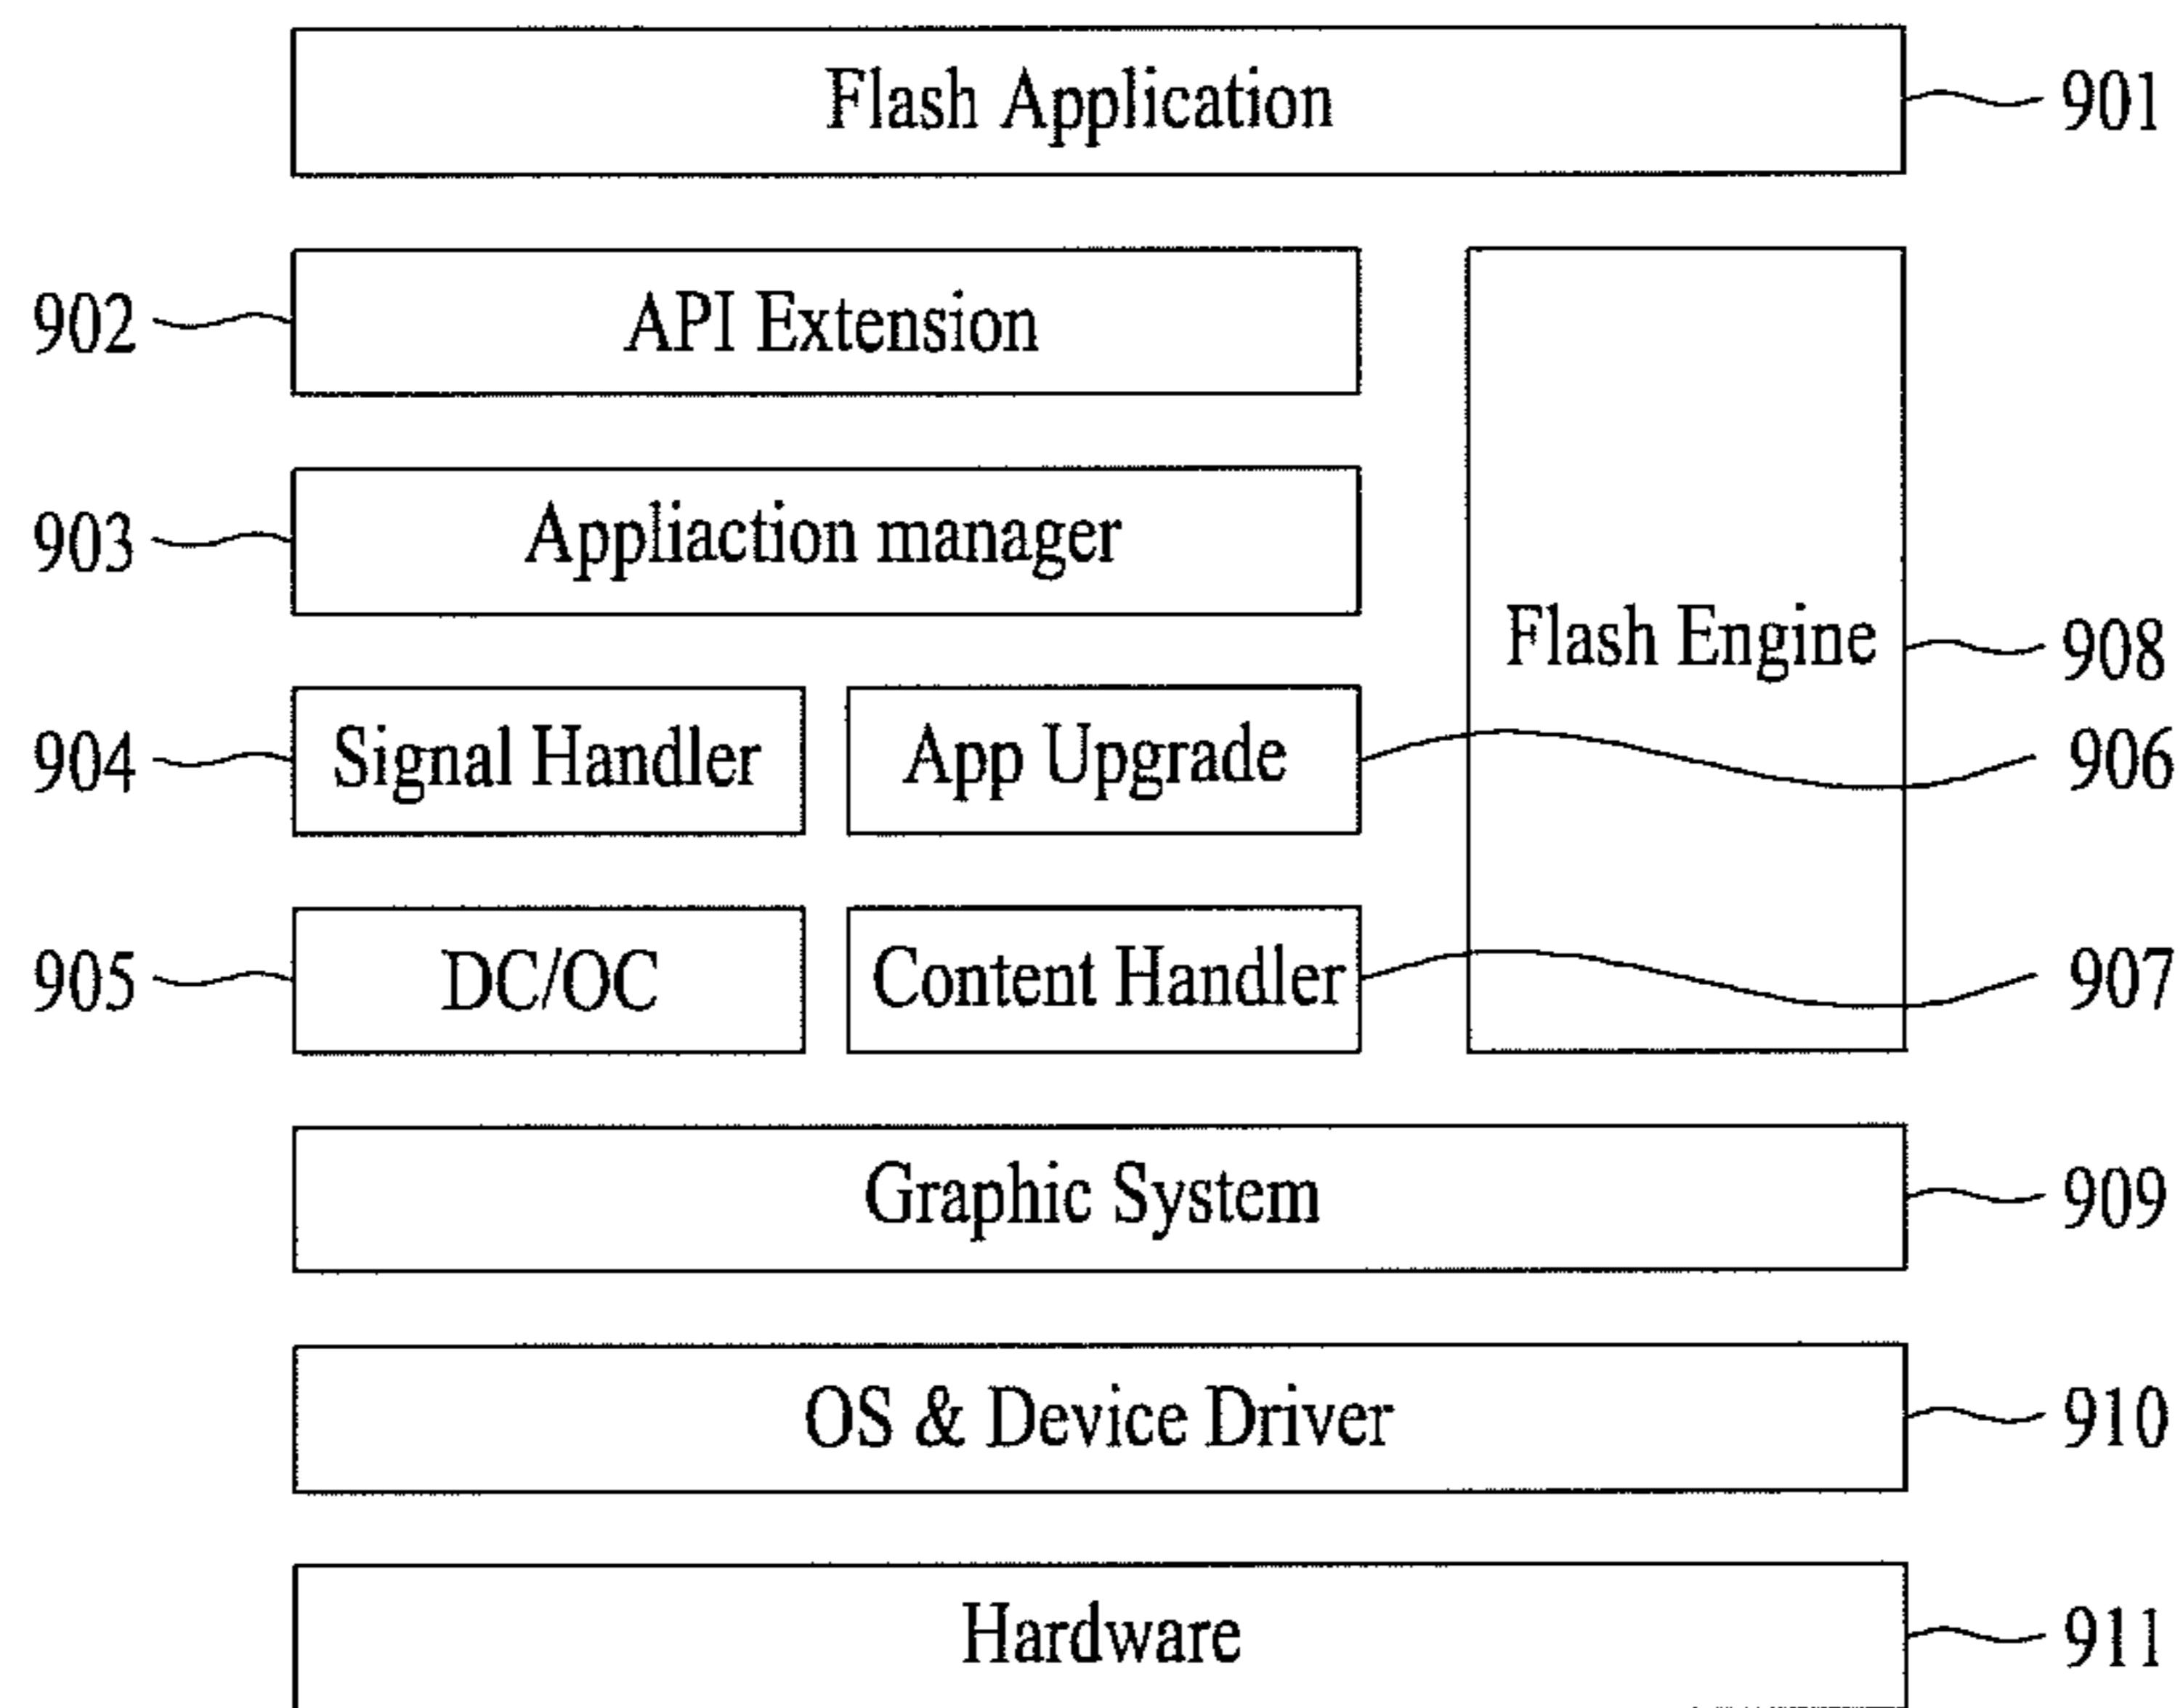 Flash Application 901
902 API Extension
903 Appliaction manager
Flash Engine 908
904 Signal Handler App Upgrade 906
905 DC/OC Content Handler 907
Graphic System 909
OS & Device Driver 910
Hardware 911